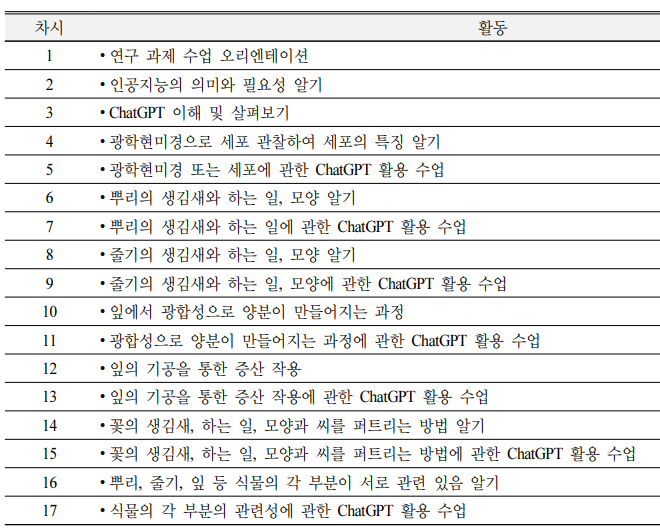 차시 활동
1 • 연구 과제 수업 오리엔테이션
2 • 인공지능의 의미와 필요성 알기
3 • ChatGPT 이해 및 살펴보기
4 • 광학현미경으로 세포 관찰하여 세포의 특징 알기
5 • 광학현미경 또는 세포에 관한 ChatGPT 활용 수업
6 • 뿌리의 생김새와 하는 일, 모양 알기
7 • 뿌리의 생김새와 하는 일에 관한 ChatGPT 활용 수업
8 • 줄기의 생김새와 하는 일, 모양 알기
9 • 줄기의 생김새와 하는 일, 모양에 관한 ChatGPT 활용 수업
10 • 잎에서 광합성으로 양분이 만들어지는 과정
11 • 광합성으로 양분이 만들어지는 과정에 관한 ChatGPT 활용 수업
12 • 잎의 기공을 통한 증산 작용
13 • 잎의 기공을 통한 증산 작용에 관한 ChatGPT 활용 수업
14 • 꽃의 생김새, 하는 일, 모양과 씨를 퍼트리는 방법 알기
15 • 꽃의 생김새, 하는 일, 모양과 씨를 퍼트리는 방법에 관한 ChatGPT 활용 수업
16 • 뿌리, 줄기, 잎 등 식물의 각 부분이 서로 관련 있음 알기
17 • 식물의 각 부분의 관련성에 관한 ChatGPT 활용 수업